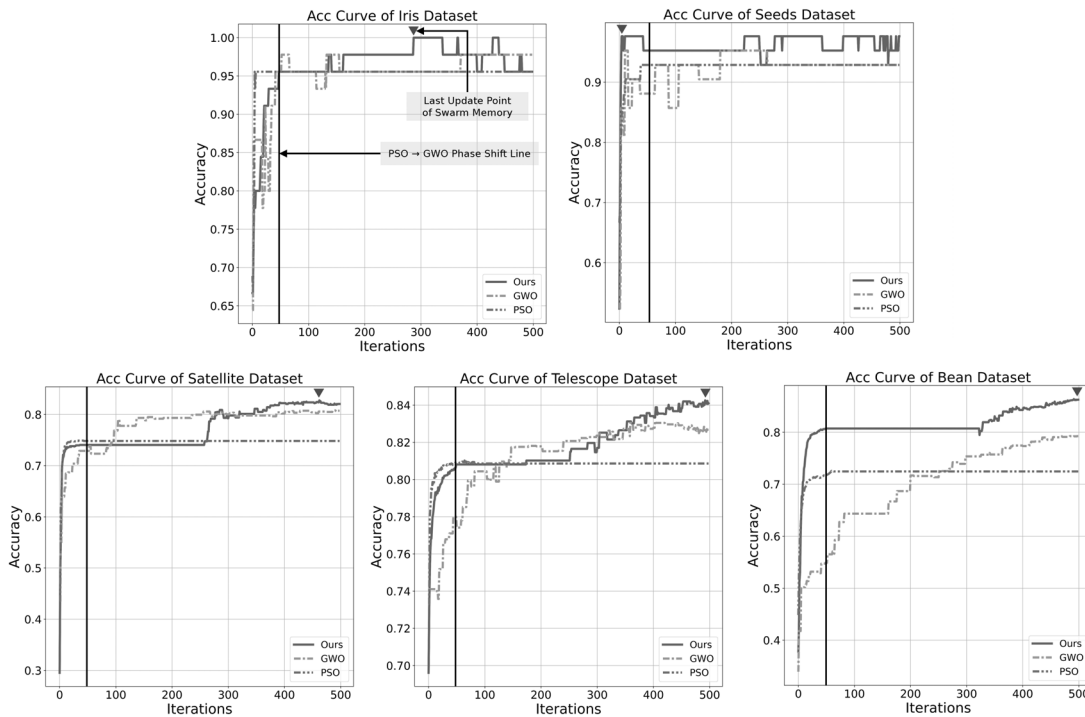 Acc Curve of Iris Dataset
1.00
0.95
0.90
0.85
0.80
0.75
0.70
0.65
Accuracy
Last Update Point
of Swarm Memory
PSO → GWO Phase Shift Line
Ours
GWO
PSO
0 100 200 300 400 500
Iterations
Acc Curve of Seeds Dataset
0.9
0.8
0.7
0.6
Accuracy
Ours
GWO
PSO
0 100 200 300 400 500
Iterations
Acc Curve of Satellite Dataset
0.8
0.7
0.6
0.5
0.4
0.3
Accuracy
Ours
GWO
PSO
0 100 200 300 400 500
Iterations
Acc Curve of Telescope Dataset
0.84
0.82
0.80
0.78
0.76
0.74
0.72
0.70
Accuracy
Ours
GWO
PSO
0 100 200 300 400 500
Iterations
Acc Curve of Bean Dataset
0.8
0.7
0.6
0.5
0.4
Accuracy
Ours
GWO
PSO
0 100 200 300 400 500
Iterations